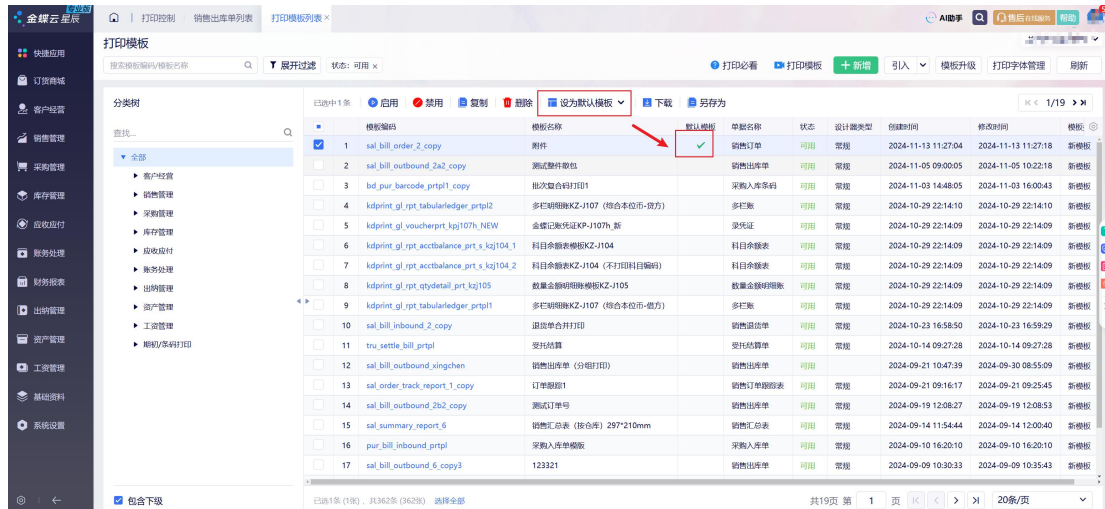 金蝶云星辰 专业版
打印控制 销售出库单列表 打印模板列表 ×
AI助手 售后在线服务 帮助
打印模板
搜索模板编码/模板名称 展开过滤 状态: 可用 × 打印必看 打印模板 新增 引入 模板升级 打印字体管理 刷新
快捷应用
订货商城
客户经营
销售管理
采购管理
库存管理
应收应付
账务处理
财务报表
出纳管理
资产管理
工资管理
基础资料
系统设置
分类树
查找...
全部
客户经营
销售管理
采购管理
库存管理
应收应付
账务处理
出纳管理
资产管理
工资管理
期初/条码打印
包含下级
已选中1条 启用 禁用 复制 删除 设为默认模板 下载 另存为 1/19
模板编码 模板名称 默认模板 单据名称 状态 设计器类型 创建时间 修改时间 模板
1 sal_bill_order_2_copy 附件 销售订单 可用 常规 2024-11-13 11:27:04 2024-11-13 11:27:18 新模板
2 sal_bill_outbound_2a2_copy 测试整件散包 销售出库单 可用 常规 2024-11-05 09:00:05 2024-11-05 10:22:18 新模板
3 bd_pur_barcode_prtpl1_copy 批次复合码打印1 采购入库条码 可用 常规 2024-11-03 14:48:05 2024-11-03 16:00:43 新模板
4 kdprint_gl_rpt_tabularledger_prtpl2 多栏明细账KZ-J107 (综合本位币-贷方) 多栏账 可用 常规 2024-10-29 22:14:10 2024-10-29 22:14:10 新模板
5 kdprint_gl_voucherprt_kpj107h_NEW 金蝶记账凭证KP-J107h_新 录凭证 可用 常规 2024-10-29 22:14:09 2024-10-29 22:14:09 新模板
6 kdprint_gl_rpt_acctbalance_prt_s_kzj104_1 科目余额表模板KZ-J104 科目余额表 可用 常规 2024-10-29 22:14:09 2024-10-29 22:14:09 新模板
7 kdprint_gl_rpt_acctbalance_prt_s_kzj104_2 科目余额表KZ-J104 (不打印科目编码) 科目余额表 可用 常规 2024-10-29 22:14:09 2024-10-29 22:14:09 新模板
8 kdprint_gl_rpt_qtydetail_prt_kzj105 数量金额明细账模板KZ-J105 数量金额明细账 可用 常规 2024-10-29 22:14:09 2024-10-29 22:14:09 新模板
9 kdprint_gl_rpt_tabularledger_prtpl1 多栏明细账KZ-J107 (综合本位币-借方) 多栏账 可用 常规 2024-10-29 22:14:09 2024-10-29 22:14:09 新模板
10 sal_bill_inbound_2_copy 退货单合并打印 销售退货单 可用 常规 2024-10-23 16:58:50 2024-10-23 16:59:29 新模板
11 tru_settle_bill_prtpl 受托结算 受托结算单 可用 常规 2024-10-14 09:27:28 2024-10-14 09:27:28 新模板
12 sal_bill_outbound_xingchen 销售出库单 (分组打印) 销售出库单 可用 2024-09-21 10:47:39 2024-09-30 08:55:09 新模板
13 sal_order_track_report_1_copy 订单跟踪1 销售订单跟踪表 可用 常规 2024-09-21 09:16:17 2024-09-21 09:25:45 新模板
14 sal_bill_outbound_2b2_copy 测试订单号 销售出库单 可用 常规 2024-09-19 12:08:27 2024-09-19 12:08:53 新模板
15 sal_summary_report_6 销售汇总表 (按仓库) 297*210mm 销售汇总表 可用 常规 2024-09-14 11:54:44 2024-09-14 12:00:40 新模板
16 pur_bill_inbound_prtpl 采购入库单模版 采购入库单 可用 常规 2024-09-10 16:20:10 2024-09-10 16:20:10 新模板
17 sal_bill_outbound_6_copy3 123321 销售出库单 可用 常规 2024-09-09 10:30:33 2024-09-09 10:35:43 新模板
已选1条 (1张) , 共362条 (362张) 选择全部 共19页 第 1 页 20条/页